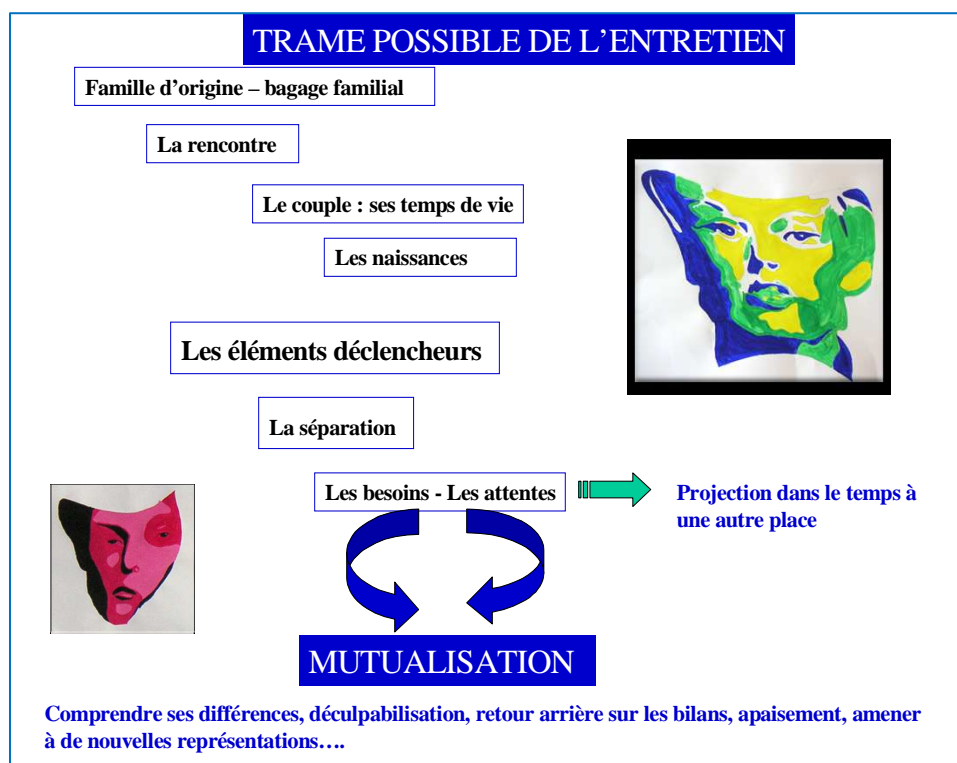 TRAME POSSIBLE DE L’ENTRETIEN
Famille d’origine – bagage familial
La rencontre
Le couple : ses temps de vie
Les naissances
Les éléments déclencheurs
La séparation
Les besoins - Les attentes
Projection dans le temps à
une autre place
MUTUALISATION
Comprendre ses différences, déculpabilisation, retour arrière sur les bilans, apaisement, amener
à de nouvelles représentations….